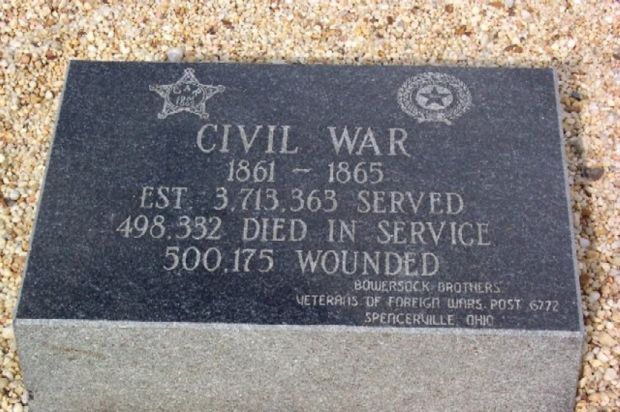 G A R
1861
CIVIL WAR
1861 - 1865
EST. 3,713,363 SERVED
498,332 DIED IN SERVICE
500,175 WOUNDED
BOWERSOCK BROTHERS
VETERANS OF FOREIGN WARS. POST 6772
SPENCERVILLE, OHIO